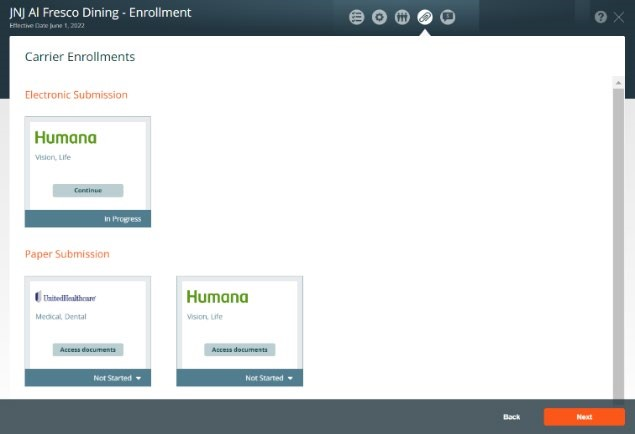 JNJ Al Fresco Dining - Enrollment
Effective Date June 1, 2022
Carrier Enrollments
Electronic Submission
Humana
Vision, Life
Continue
In Progress
Paper Submission
UnitedHealthcare
Medical, Dental
Access documents
Not Started
Humana
Vision, Life
Access documents
Not Started
Back
Next